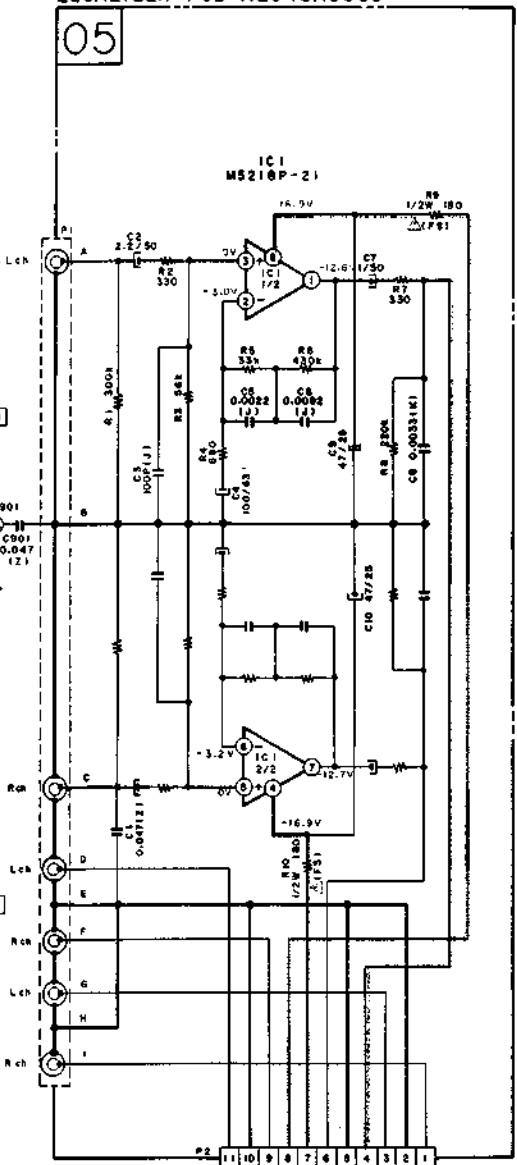 05
IC1
M5218P-21
P1
A
L ch
C2
2.2/50
R2
330
0V
3
+
8
IC1
1/2
1
2
-
-3.0V
16.9V
R9
1/2W 180
(FS)
-12.6V
C7
1/50
R7
330
R5
33k
R6
430k
C5
0.0022
(J)
C6
0.0082
(J)
R1 300k
R3 56k
C3
100P(J)
R4
680
C4
100/6.3
C9
47/25
R8 220k
C8 0.0033(K)
B
C901
0.047
(Z)
C10 47/25
-3.2V
6
-
IC1
2/2
7
-12.7V
5
+
4
0V
C
R ch
C1
0.047(Z)
-16.9V
R10
1/2W 180
(FS)
L ch
D
E
R ch
F
L ch
G
H
R ch
I
P2
11 10 9 8 7 6 5 4 3 2 1